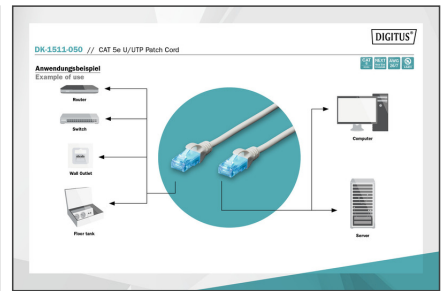 DIGITUS®
DK-1511-050 // CAT 5e U/UTP Patch Cord
Anwendungsbeispiel
Example of use
Router
Switch
Wall Outlet
Floor tank
Computer
Server